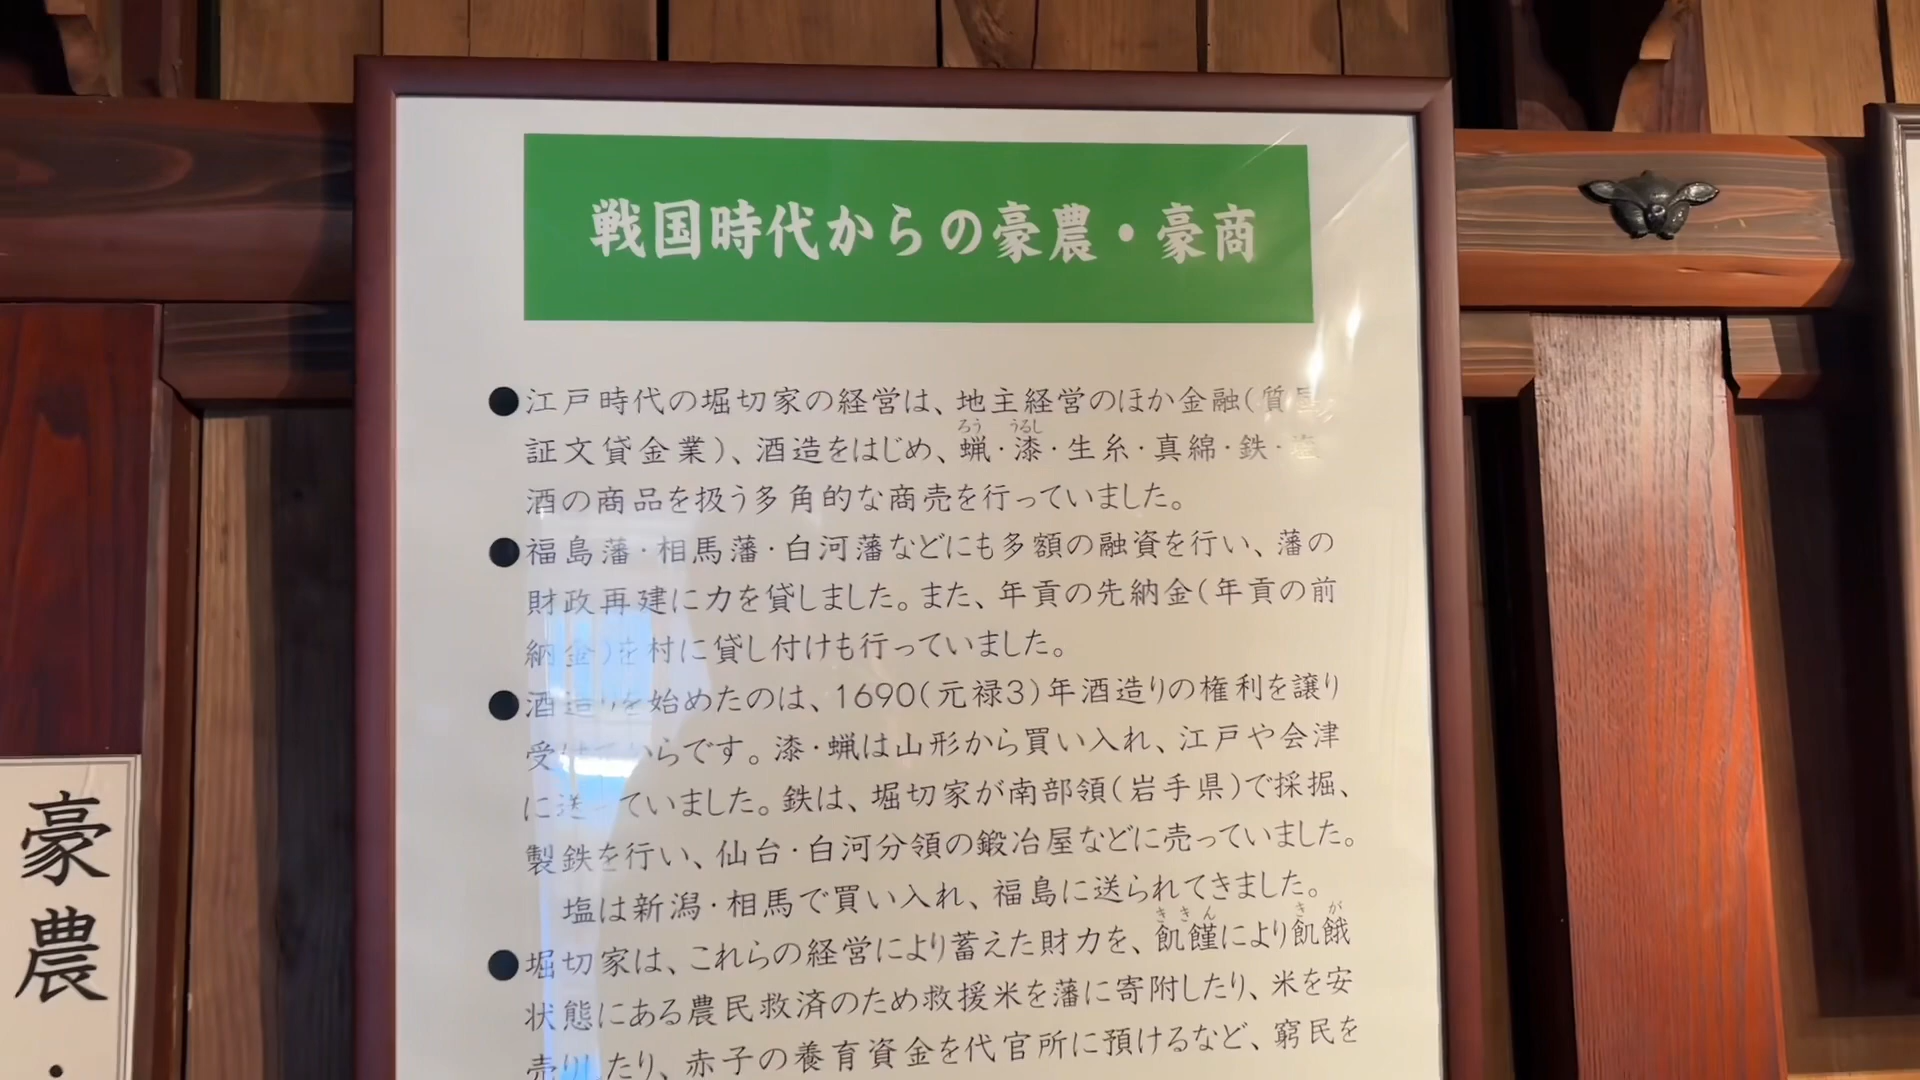 戦国時代からの豪農・豪商
●江戸時代の堀切家の経営は、地主経営のほか金融(質屋
証文貸金業)、酒造をはじめ、蝋・漆・生糸・真綿・鉄・塩
ろう うるし
酒の商品を扱う多角的な商売を行っていました。
●福島藩・相馬藩・白河藩などにも多額の融資を行い、藩の
財政再建に力を貸しました。また、年貢の先納金(年貢の前
納金)を村に貸し付けも行っていました。
●酒造りを始めたのは、1690(元禄3)年酒造りの権利を譲り
受けてからです。漆・蝋は山形から買い入れ、江戸や会津
に送っていました。鉄は、堀切家が南部領(岩手県)で採掘、
製鉄を行い、仙台・白河分領の鍛冶屋などに売っていました。
塩は新潟・相馬で買い入れ、福島に送られてきました。
●堀切家は、これらの経営により蓄えた財力を、飢饉により飢餓
ききん きが
状態にある農民救済のため救援米を藩に寄附したり、米を安
売りしたり、赤子の養育資金を代官所に預けるなど、窮民を
豪農・